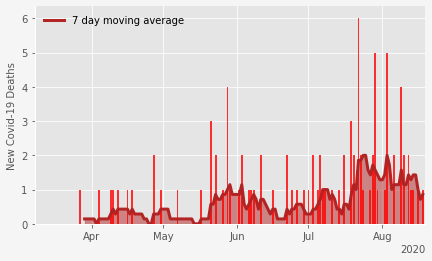 7 day moving average
New Covid-19 Deaths
6
5
4
3
2
1
0
Apr
May
Jun
Jul
Aug
2020